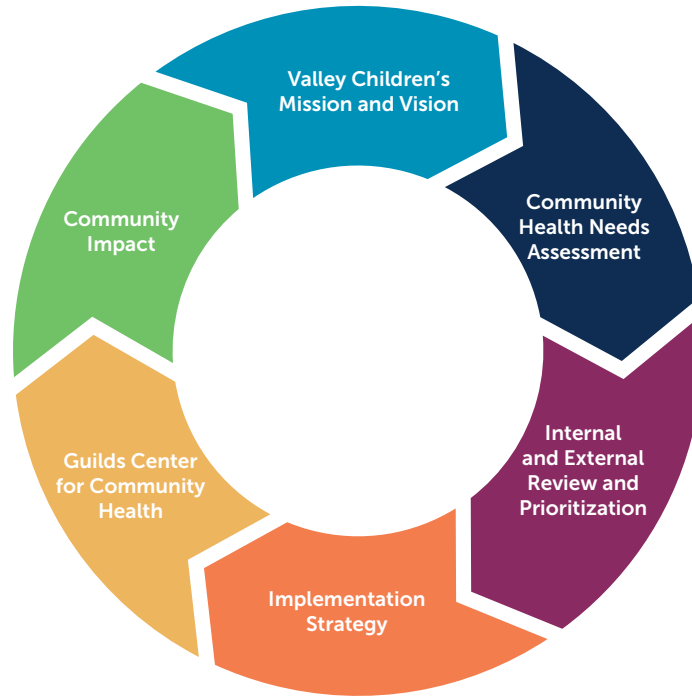 Valley Children’s
Mission and Vision
Community
Health Needs
Assessment
Internal
and External
Review and
Prioritization
Implementation
Strategy
Guilds Center
for Community
Health
Community
Impact